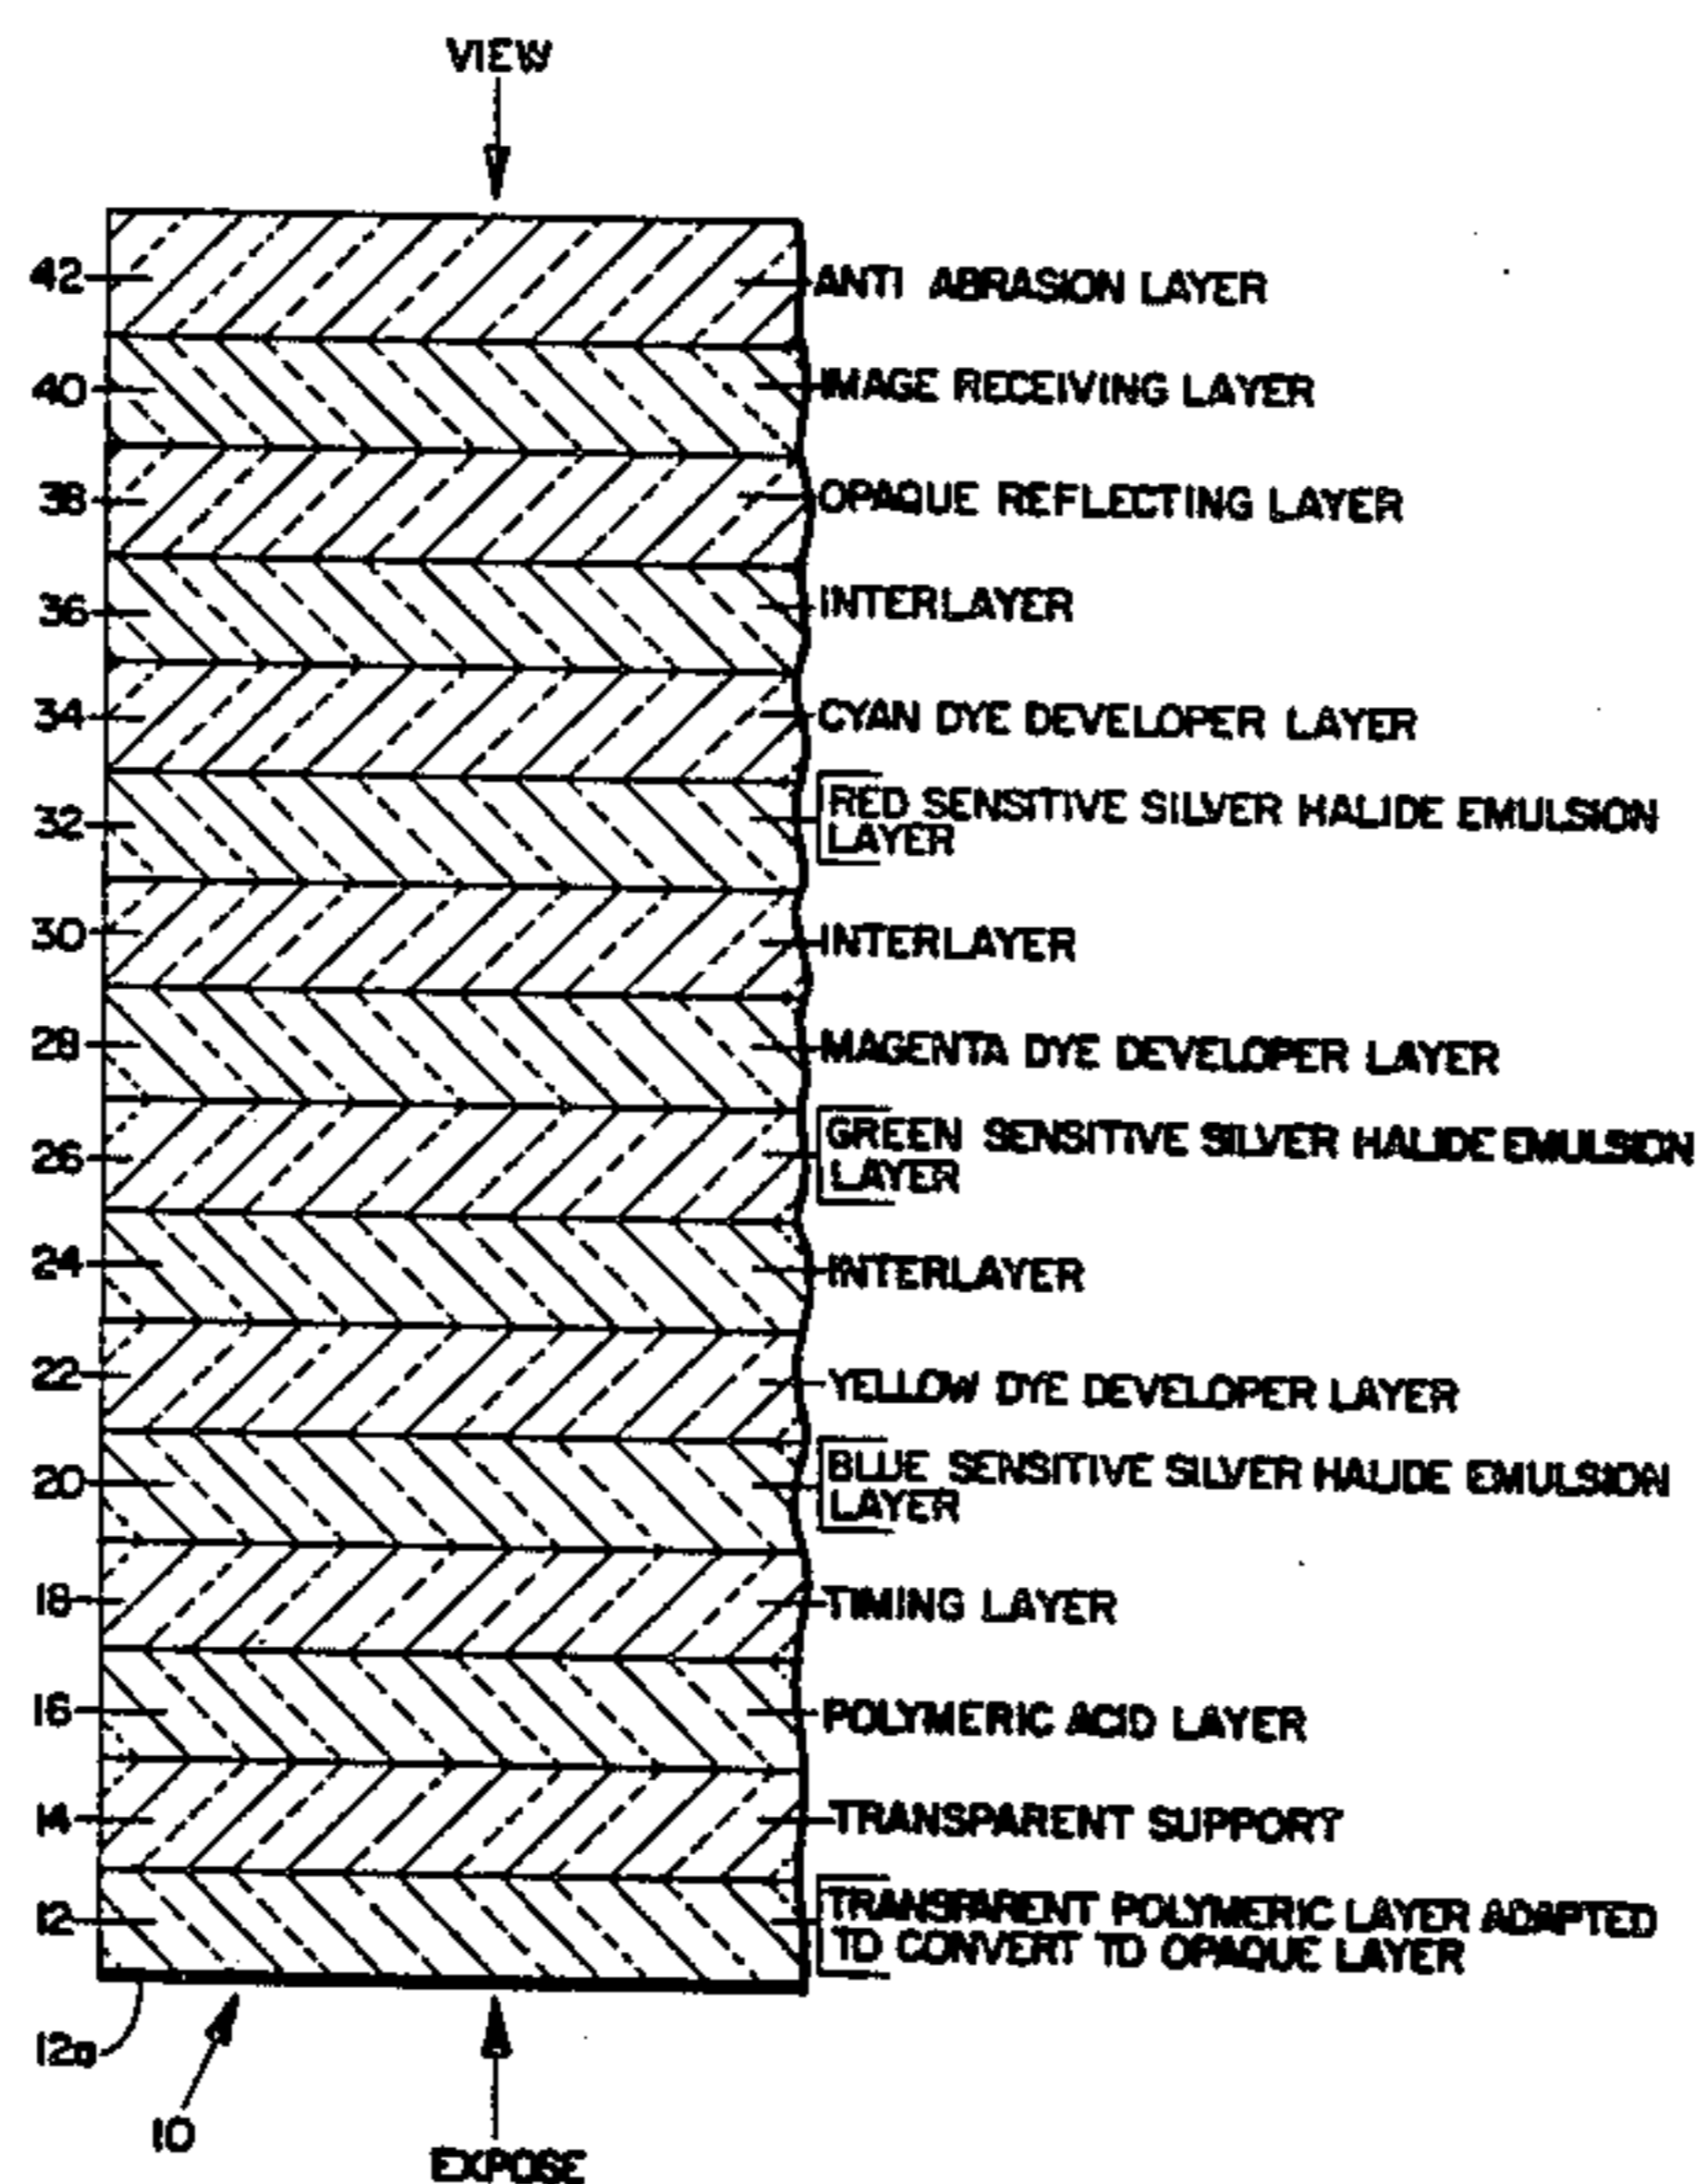 VIEW
42 ANTI ABRASION LAYER
40 IMAGE RECEIVING LAYER
38 OPAQUE REFLECTING LAYER
36 INTERLAYER
34 CYAN DYE DEVELOPER LAYER
32 RED SENSITIVE SILVER HALIDE EMULSION
LAYER
30 INTERLAYER
28 MAGENTA DYE DEVELOPER LAYER
26 GREEN SENSITIVE SILVER HALIDE EMULSION
LAYER
24 INTERLAYER
22 YELLOW DYE DEVELOPER LAYER
20 BLUE SENSITIVE SILVER HALIDE EMULSION
LAYER
18 TIMING LAYER
16 POLYMERIC ACID LAYER
14 TRANSPARENT SUPPORT
12 TRANSPARENT POLYMERIC LAYER ADAPTED
TO CONVERT TO OPAQUE LAYER
12a
10
EXPOSE